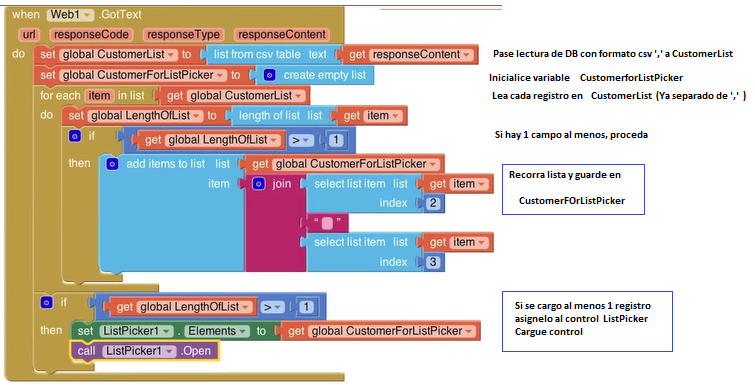 when Web1 .GotText
url responseCode responseType responseContent
do set global CustomerList to list from csv table text get responseContent
Pase lectura de DB con formato csv ',' a CustomerList
set global CustomerForListPicker to create empty list
Inicialice variable CustomerforListPicker
for each item in list get global CustomerList
Lea cada registro en CustomerList (Ya separado de ',' )
do set global LengthOfList to length of list list get item
if get global LengthOfList > 1
Si hay 1 campo al menos, proceda
then add items to list list get global CustomerForListPicker
item join select list item list get item
index 2
" "
select list item list get item
index 3
Recorra lista y guarde en
CustomerFOrListPicker
if get global LengthOfList > 1
then set ListPicker1 . Elements to get global CustomerForListPicker
call ListPicker1 .Open
Si se cargo al menos 1 registro
asignelo al control ListPicker
Cargue control